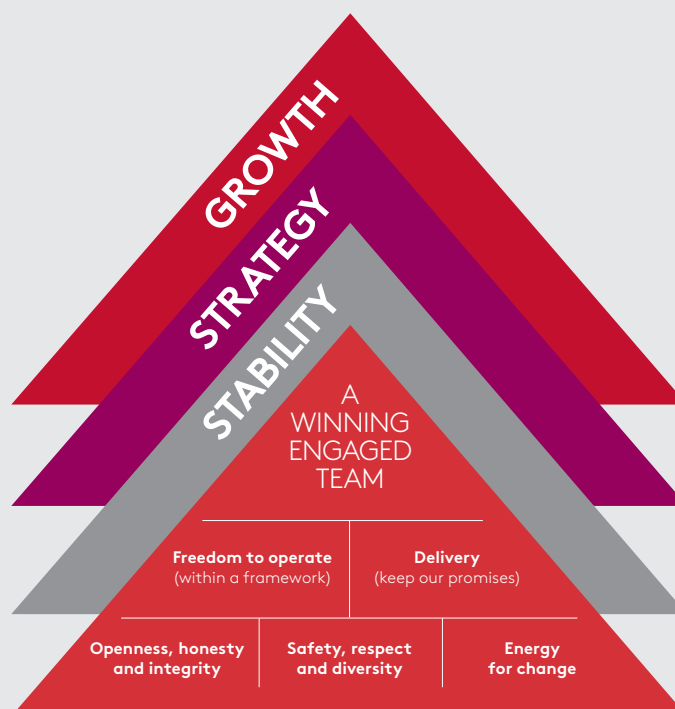 GROWTH
STRATEGY
STABILITY
A
WINNING
ENGAGED
TEAM
Freedom to operate
(within a framework)
Delivery
(keep our promises)
Openness, honesty
and integrity
Safety, respect
and diversity
Energy
for change